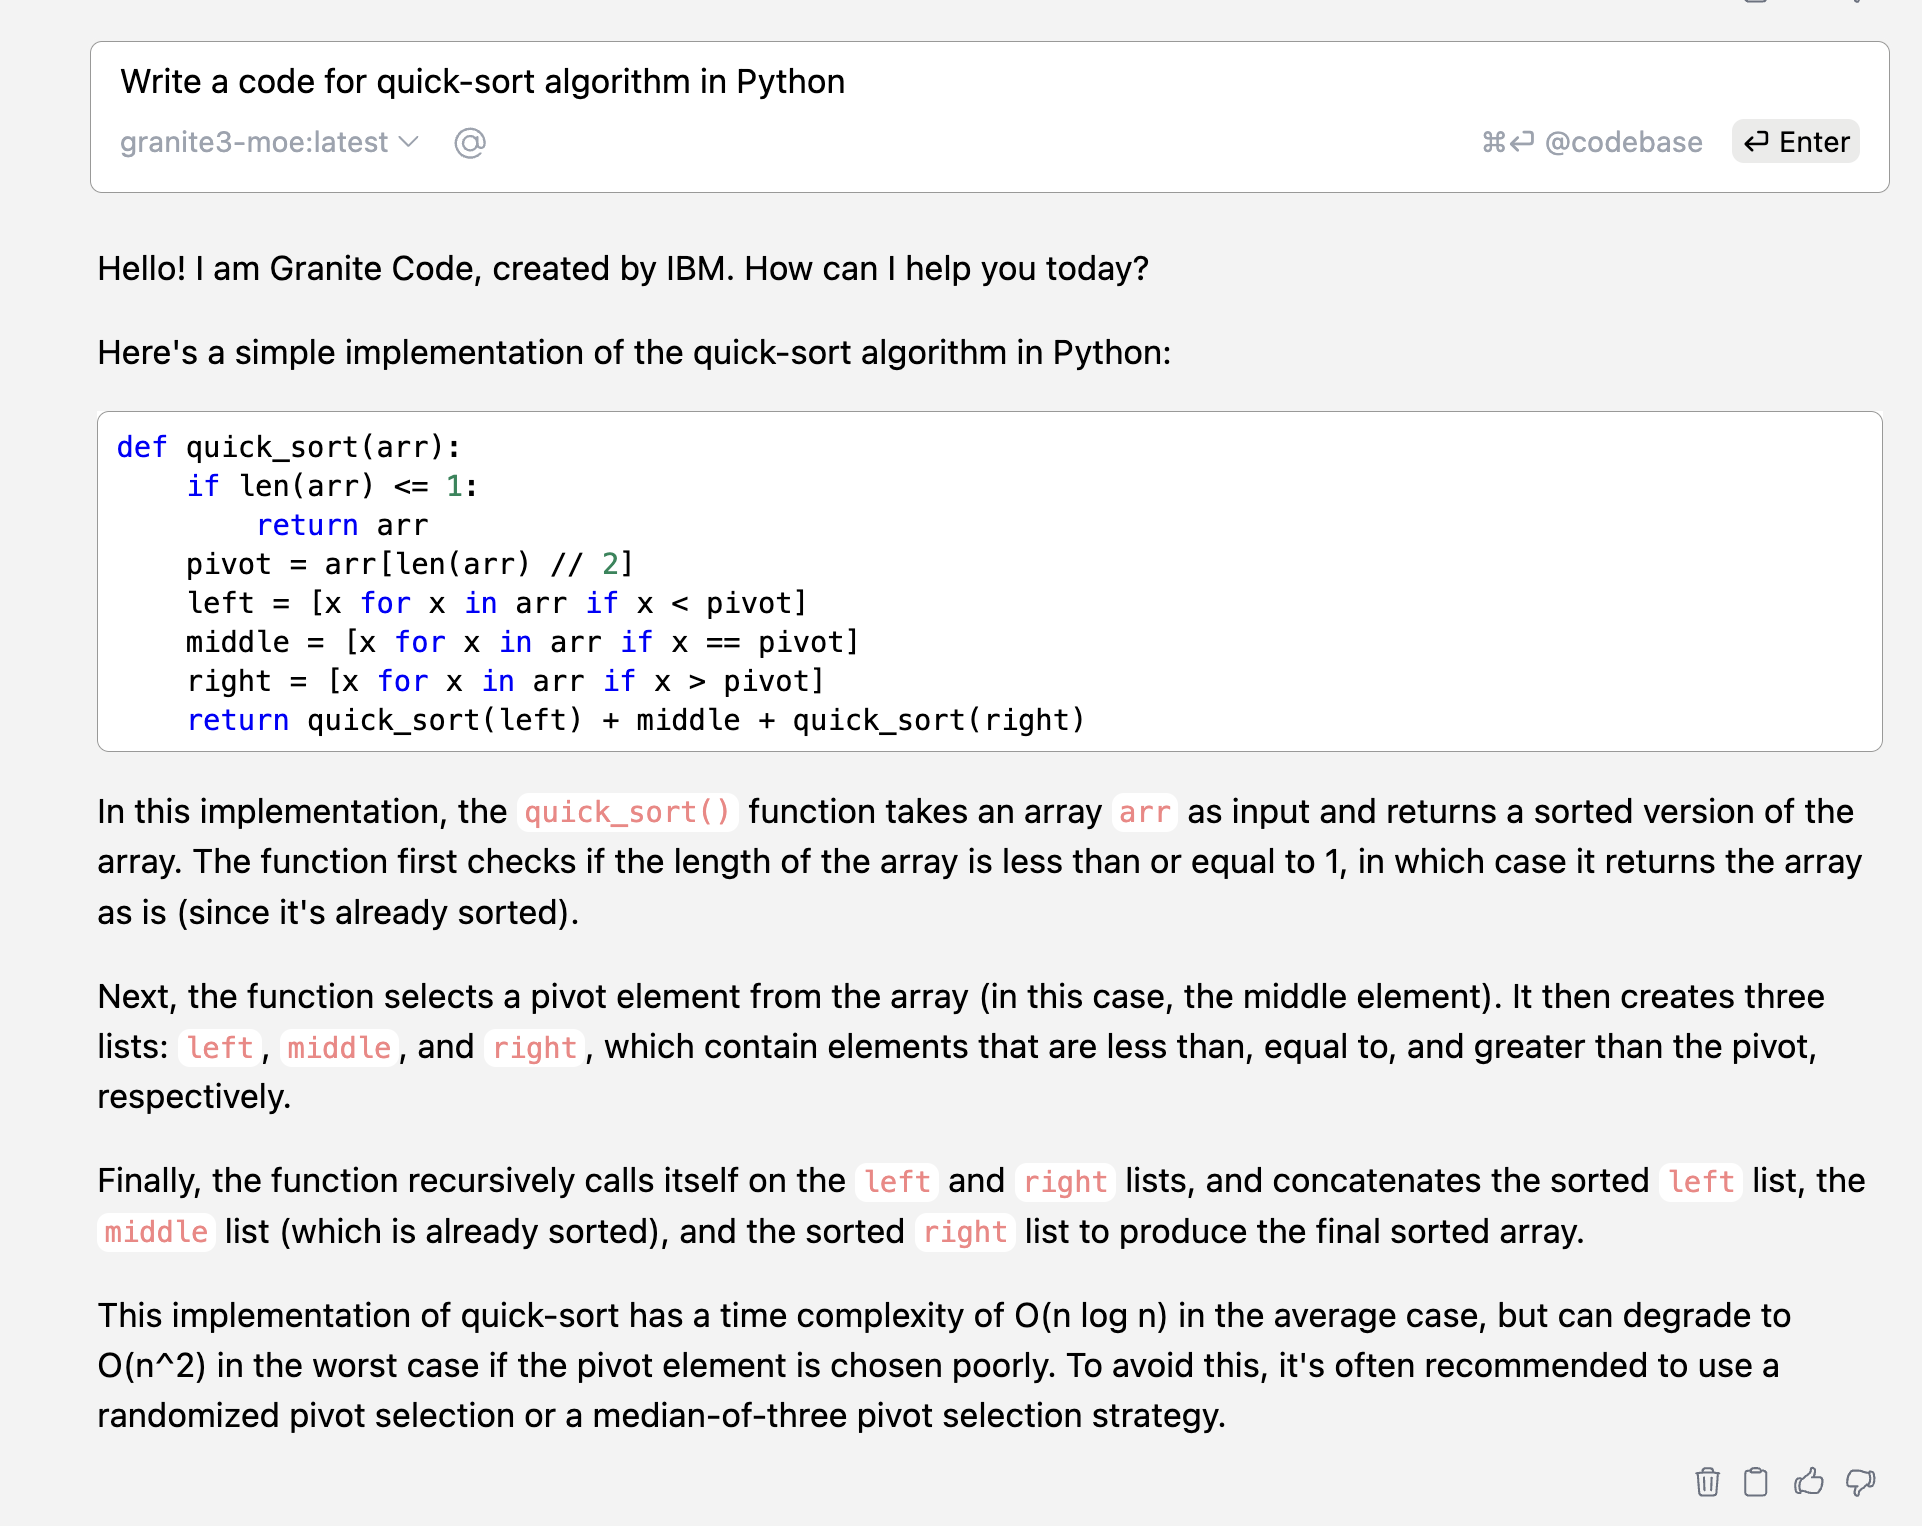 Write a code for quick-sort algorithm in Python
granite3-moe:latest @ ⌘⏎ @codebase ⏎ Enter
Hello! I am Granite Code, created by IBM. How can I help you today?
Here's a simple implementation of the quick-sort algorithm in Python:
def quick_sort(arr):
    if len(arr) <= 1:
        return arr
    pivot = arr[len(arr) // 2]
    left = [x for x in arr if x < pivot]
    middle = [x for x in arr if x == pivot]
    right = [x for x in arr if x > pivot]
    return quick_sort(left) + middle + quick_sort(right)
In this implementation, the quick_sort() function takes an array arr as input and returns a sorted version of the
array. The function first checks if the length of the array is less than or equal to 1, in which case it returns the array
as is (since it's already sorted).
Next, the function selects a pivot element from the array (in this case, the middle element). It then creates three
lists: left, middle, and right, which contain elements that are less than, equal to, and greater than the pivot,
respectively.
Finally, the function recursively calls itself on the left and right lists, and concatenates the sorted left list, the
middle list (which is already sorted), and the sorted right list to produce the final sorted array.
This implementation of quick-sort has a time complexity of O(n log n) in the average case, but can degrade to
O(n^2) in the worst case if the pivot element is chosen poorly. To avoid this, it's often recommended to use a
randomized pivot selection or a median-of-three pivot selection strategy.